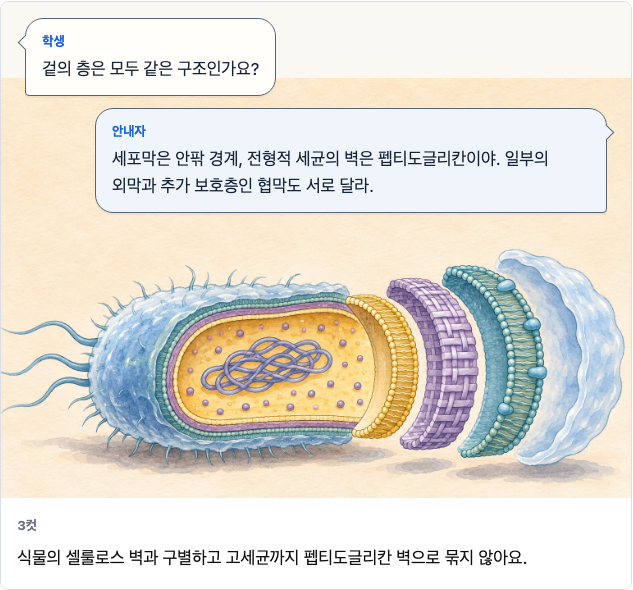 학생
겉의 층은 모두 같은 구조인가요?
안내자
세포막은 안팎 경계, 전형적 세균의 벽은 펩티도글리칸이야. 일부의
외막과 추가 보호층인 협막도 서로 달라.
3컷
식물의 셀룰로스 벽과 구별하고 고세균까지 펩티도글리칸 벽으로 묶지 않아요.